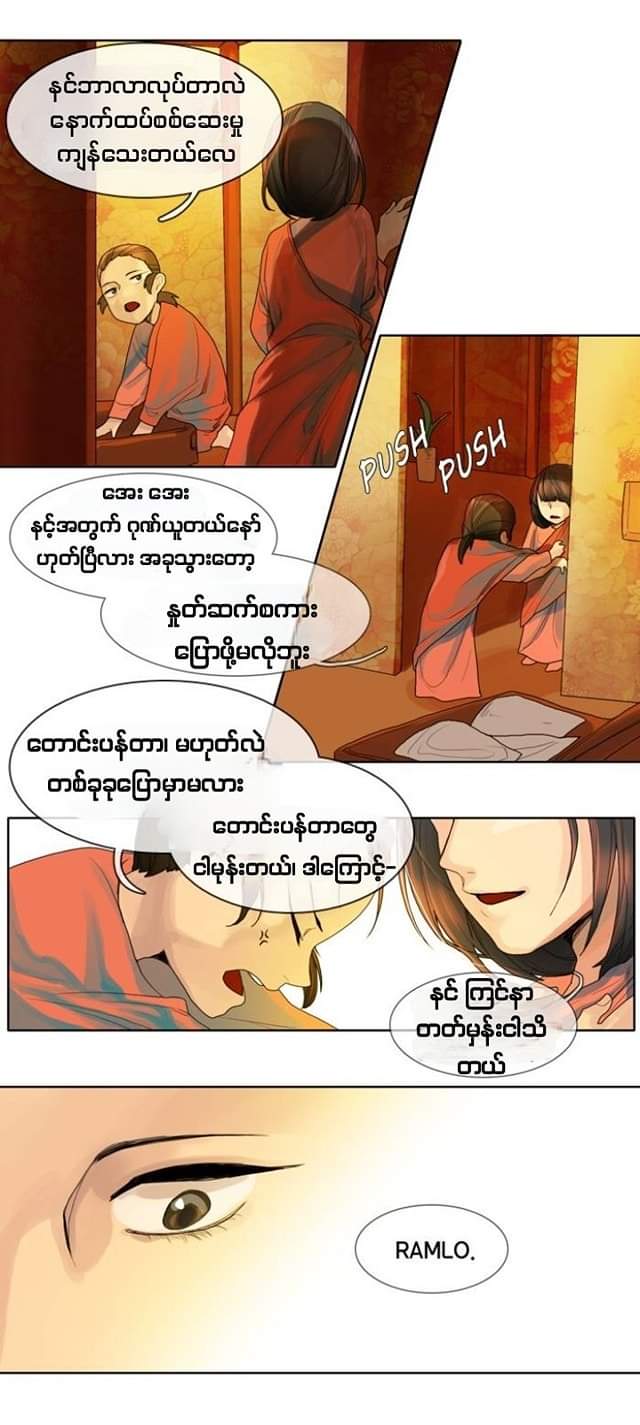 နင်ဘာလာလုပ်တာလဲ
နောက်ထပ်စစ်ဆေးမှု
ကျန်သေးတယ်လေ
PUSH
PUSH
အေး အေး
နင့်အတွက် ဂုဏ်ယူတယ်နော်
ဟုတ်ပြီလား အခုသွားတော့
နှုတ်ဆက်စကား
ပြောဖို့မလိုဘူး
တောင်းပန်တာ၊ မဟုတ်လဲ
တစ်ခုခုပြောမှာမလား
တောင်းပန်တာတွေ
ငါမုန်းတယ်၊ ဒါကြောင့်-
နင် ကြင်နာ
တတ်မှန်းငါသိ
တယ်
RAMLO.